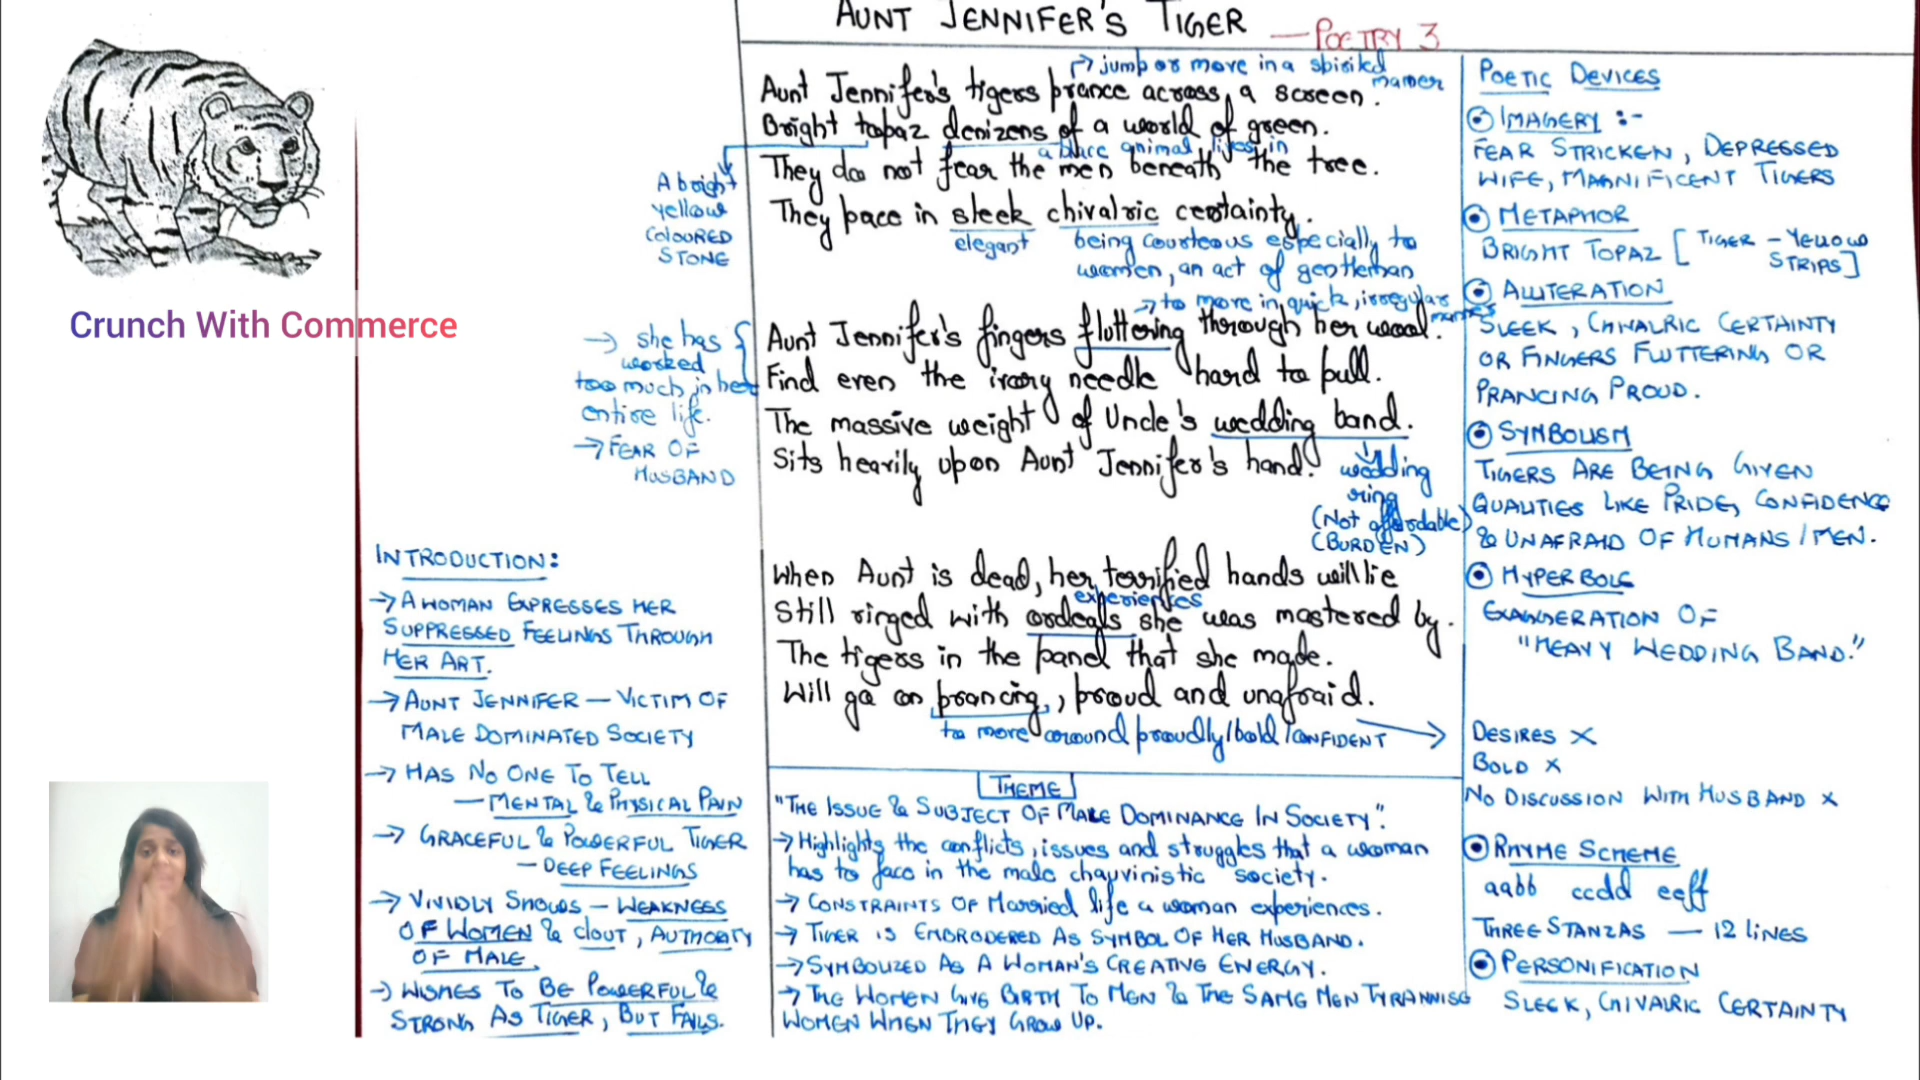 AUNT JENNIFER'S TIGER — POETRY 3
Crunch With Commerce
→ jump or move in a spirited manner
Aunt Jennifer's tigers prance across a screen.
Bright topaz denizens of a world of green.
a place animal lives in
They do not fear the men beneath the tree.
They pace in sleek chivalric certainty.
A bright
yellow
COLOURED
STONE
elegant
being courteous especially to
women, an act of gentleman
→ to move in quick, irregular manner
Aunt Jennifer's fingers fluttering through her wool.
Find even the ivory needle hard to pull.
The massive weight of Uncle's wedding band.
Sits heavily upon Aunt Jennifer's hand.
→ she has
worked
too much in her
entire life.
→ FEAR OF
HUSBAND
wedding
ring
(Not affordable)
(BURDEN)
When Aunt is dead, her terrified hands will lie
experiences
Still ringed with ordeals she was mastered by.
The tigers in the panel that she made.
Will go on prancing, proud and unafraid.
to move around proudly/bold/CONFIDENT
INTRODUCTION:
→ A WOMAN EXPRESSES HER
SUPPRESSED FEELINGS THROUGH
HER ART.
→ AUNT JENNIFER — VICTIM OF
MALE DOMINATED SOCIETY
→ HAS NO ONE TO TELL
— MENTAL & PHYSICAL PAIN
→ GRACEFUL & POWERFUL TIGER
— DEEP FEELINGS
→ VIVIDLY SHOWS — WEAKNESS
OF WOMEN & CLOUT, AUTHORITY
OF MALE.
→ WISHES TO BE POWERFUL &
STRONG AS TIGER, BUT FAILS.
THEME
"THE ISSUE & SUBJECT OF MALE DOMINANCE IN SOCIETY".
→ Highlights the conflicts, issues and struggles that a woman
has to face in the male chauvinistic society.
→ CONSTRAINTS OF Married life a woman experiences.
→ TIGER IS EMBRODERED AS SYMBOL OF HER HUSBAND.
→ SYMBOLIZED AS A WOMAN'S CREATIVE ENERGY.
→ THE WOMEN GIVE BIRTH TO MEN & THE SAME MEN TYRANNISE
WOMEN WHEN THEY GROW UP.
POETIC DEVICES
IMAGERY :-
FEAR STRICKEN, DEPRESSED
WIFE, MAGNIFICENT TIGERS
METAPHOR
BRIGHT TOPAZ [TIGER - YELLOW
STRIPS]
ALLITERATION
SLEEK, CHIVALRIC CERTAINTY
OR FINGERS FLUTTERING OR
PRANCING PROUD.
SYMBOLISM
TIGERS ARE BEING GIVEN
QUALITIES LIKE PRIDE, CONFIDENCE
& UNAFRAID OF HUMANS/MEN.
HYPERBOLE
EXAGGERATION OF
"HEAVY WEDDING BAND."
DESIRES X
BOLD X
NO DISCUSSION WITH HUSBAND X
RHYME SCHEME
aabb ccdd eeff
THREE STANZAS — 12 LINES
PERSONIFICATION
SLEEK, CHIVALRIC CERTAINTY